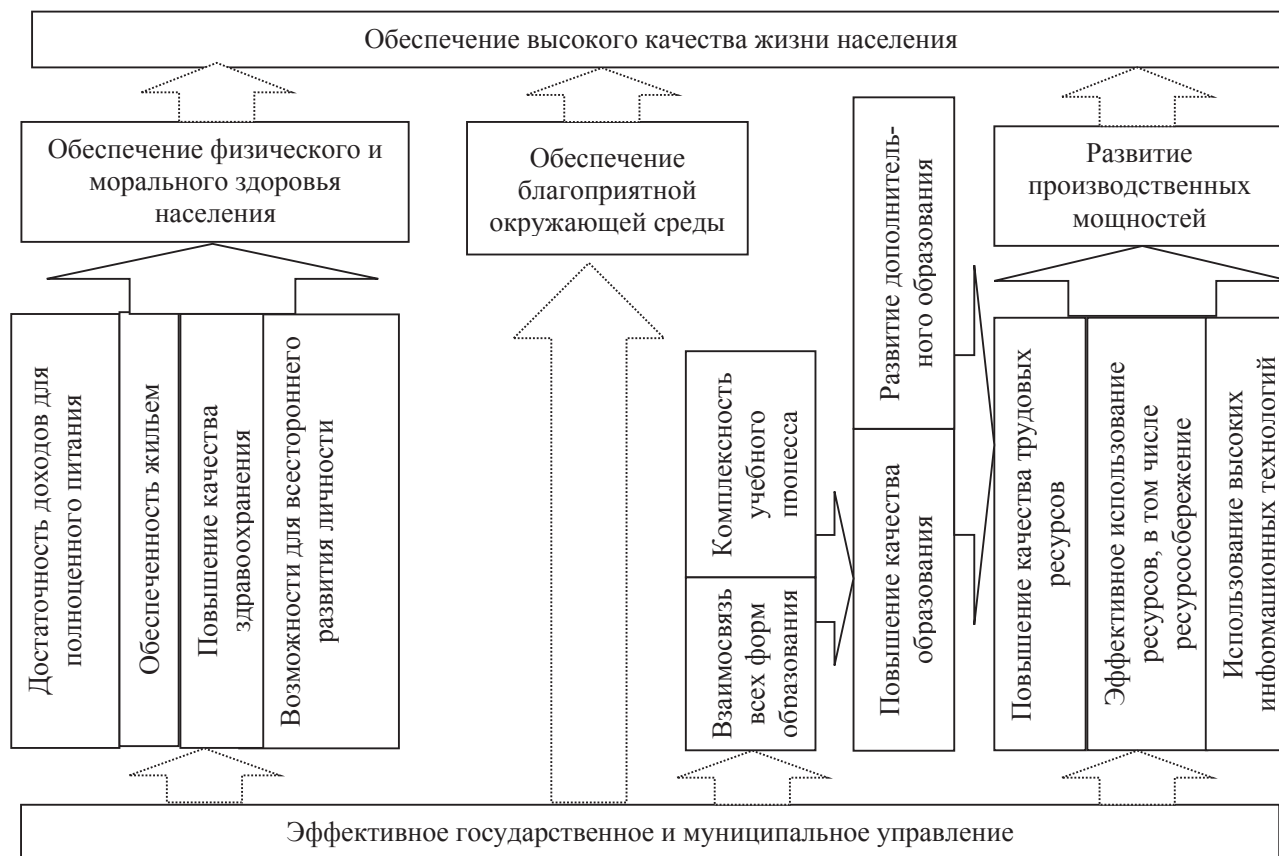 Обеспечение высокого качества жизни населения
Обеспечение физического и
морального здоровья
населения
Обеспечение
благоприятной
окружающей среды
Развитие дополнитель-
ного образования
Развитие
производственных
мощностей
Достаточность доходов для
полноценного питания
Обеспеченность жильем
Повышение качества
здравоохранения
Возможности для всестороннего
развития личности
Комплексность
учебного
процесса
Взаимосвязь
всех форм
образования
Повышение качества
образования
Повышение качества трудовых
ресурсов
Эффективное использование
ресурсов, в том числе
ресурсосбережение
Использование высоких
информационных технологий
Эффективное государственное и муниципальное управление